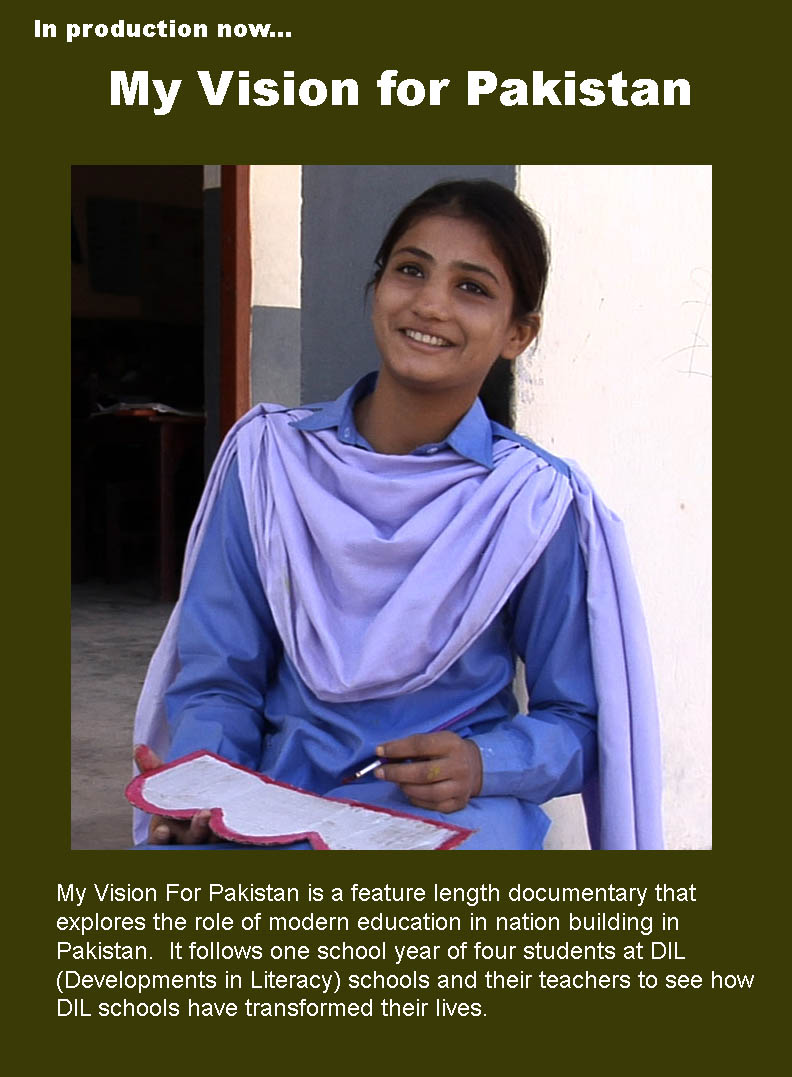 In production now...
My Vision for Pakistan
My Vision For Pakistan is a feature length documentary that
explores the role of modern education in nation building in
Pakistan.  It follows one school year of four students at DIL
(Developments in Literacy) schools and their teachers to see how
DIL schools have transformed their lives.